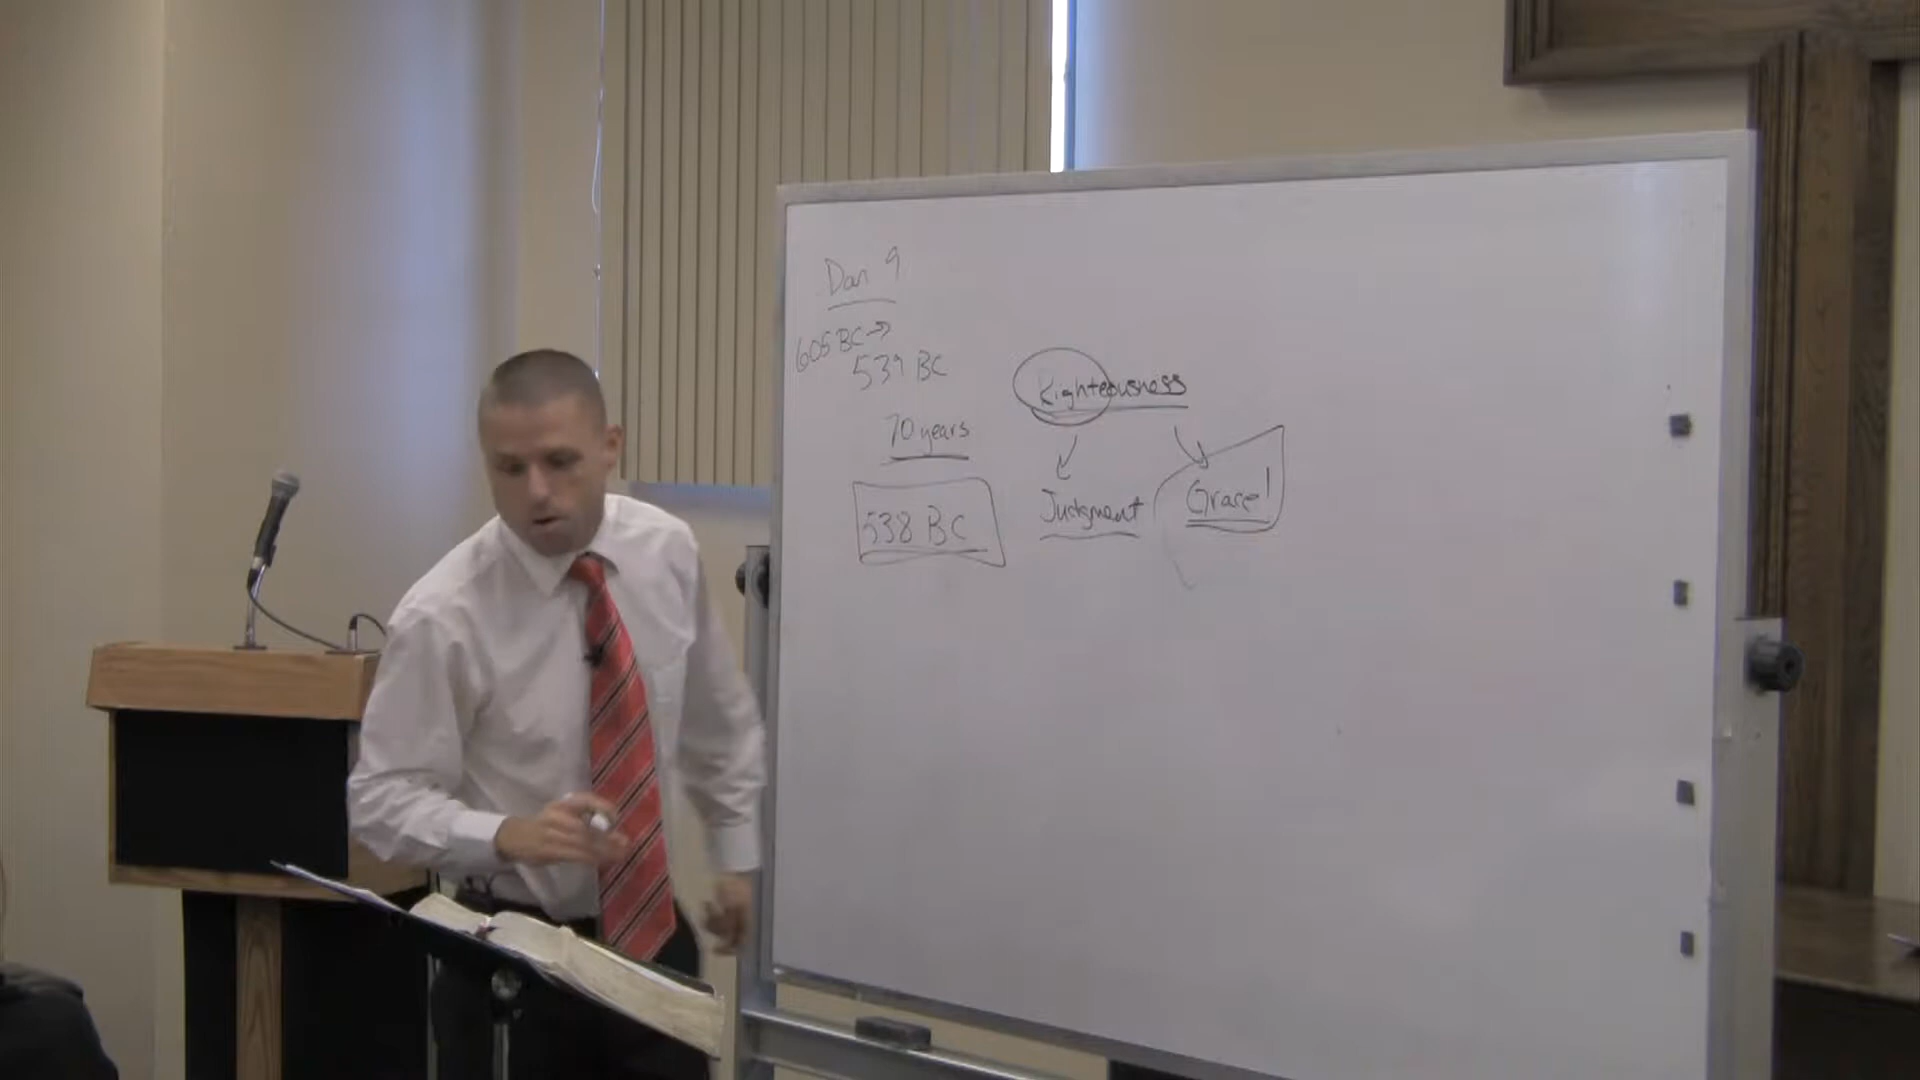 Dan 9
605 BC →
539 BC
70 years
538 BC
Righteousness
Judgment
Grace!